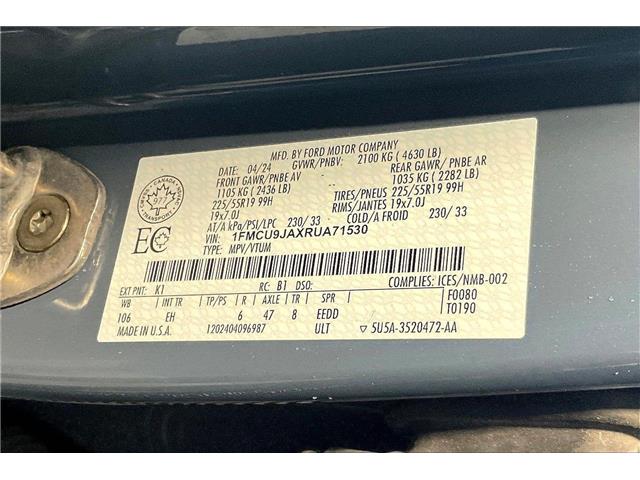 MFD. BY FORD MOTOR COMPANY
DATE: 04/24 GVWR/PNBV: 2100 KG ( 4630 LB)
FRONT GAWR/PNBE AV REAR GAWR/ PNBE AR
1105 KG ( 2436 LB) 1035 KG ( 2282 LB)
225/55R19 99H TIRES/PNEUS 225/55R19 99H
19x7.0J RIMS/JANTES 19x7.0J
AT/A kPa/PSI/LPC 230/ 33 COLD/A FROID 230/ 33
VIN: 1FMCU9JAXRUA71530
TYPE: MPV/VTUM
CANADA
977
TRANSPORT
EC
EXT PNT: K1 RC: B1 DSO: COMPLIES: ICES/NMB-002
WB INT TR TP/PS R AXLE TR SPR F0080
106 EH 6 47 8 EEDD T0190
MADE IN U.S.A. 1202404096987 ULT ▽ 5U5A-3520472-AA